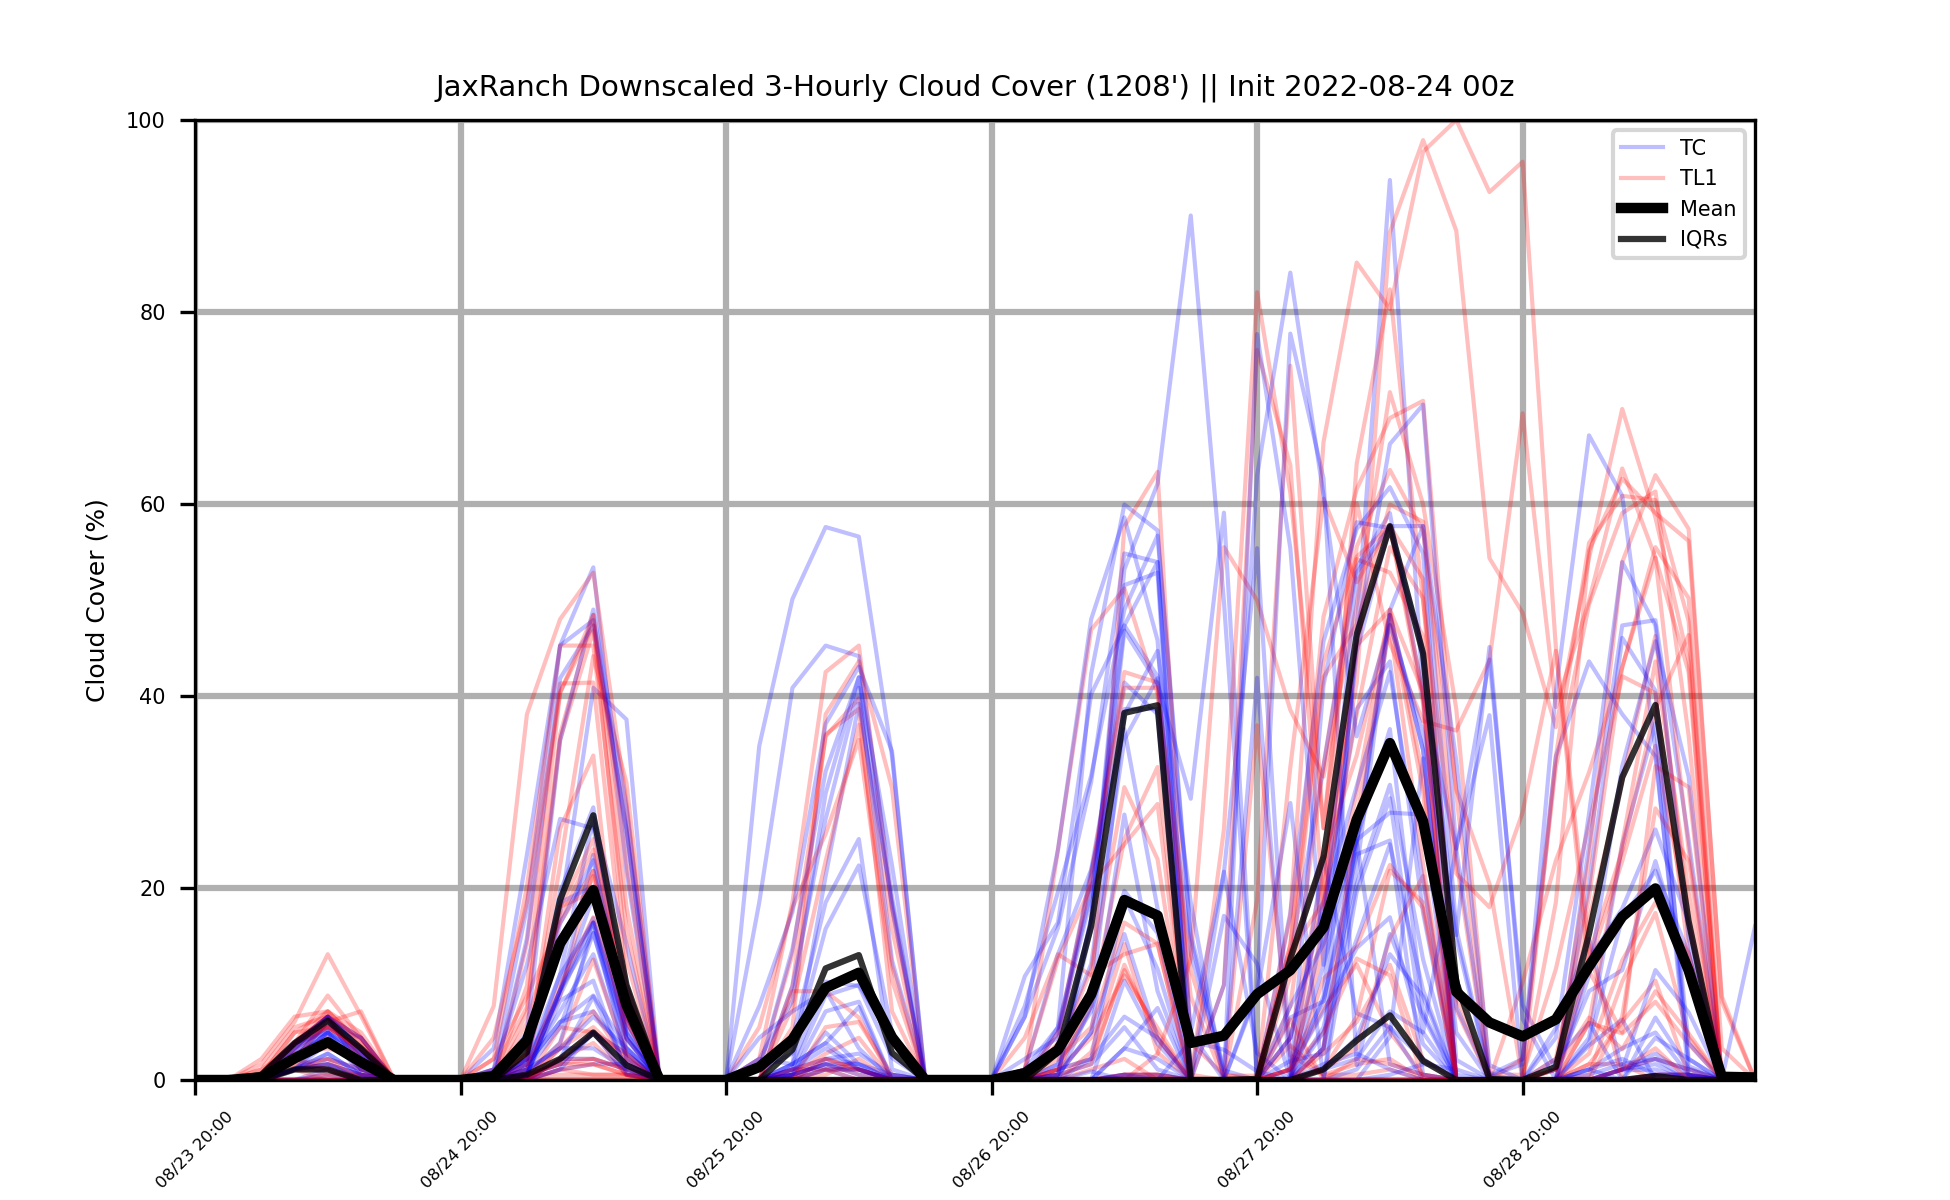 JaxRanch Downscaled 3-Hourly Cloud Cover (1208') || Init 2022-08-24 00z
Cloud Cover (%)
100
80
60
40
20
0
TC
TL1
Mean
IQRs
08/23 20:00
08/24 20:00
08/25 20:00
08/26 20:00
08/27 20:00
08/28 20:00